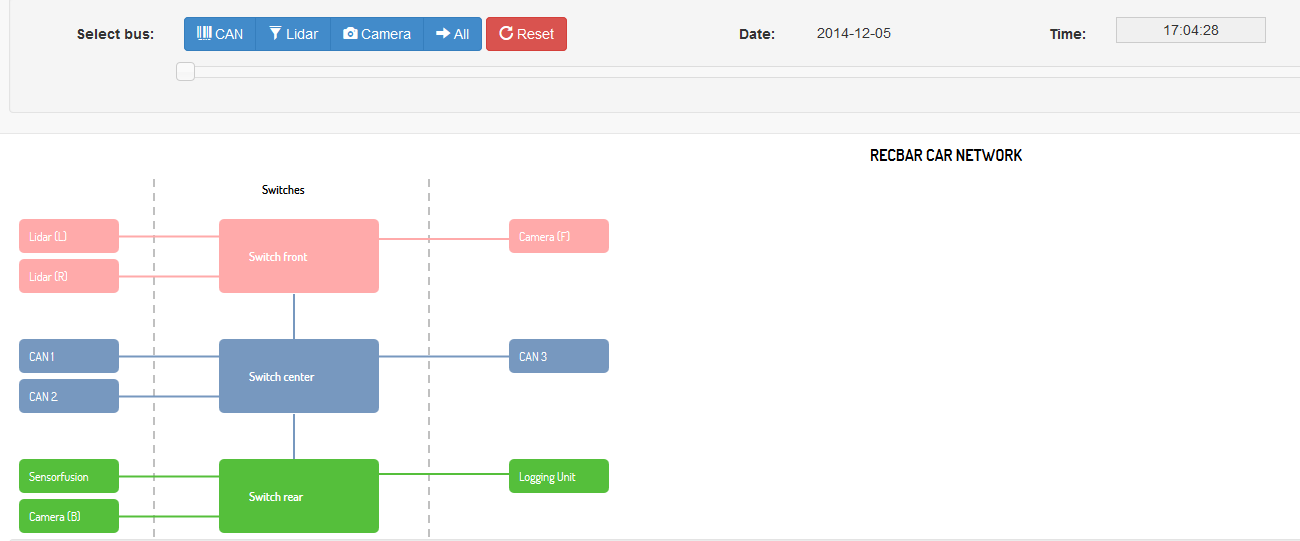 Select bus: CAN Lidar Camera All Reset Date: 2014-12-05 Time: 17:04:28
RECBAR CAR NETWORK
Switches
Lidar (L) Switch front Camera (F)
Lidar (R)
CAN 1 Switch center CAN 3
CAN 2
Sensorfusion Switch rear Logging Unit
Camera (B)